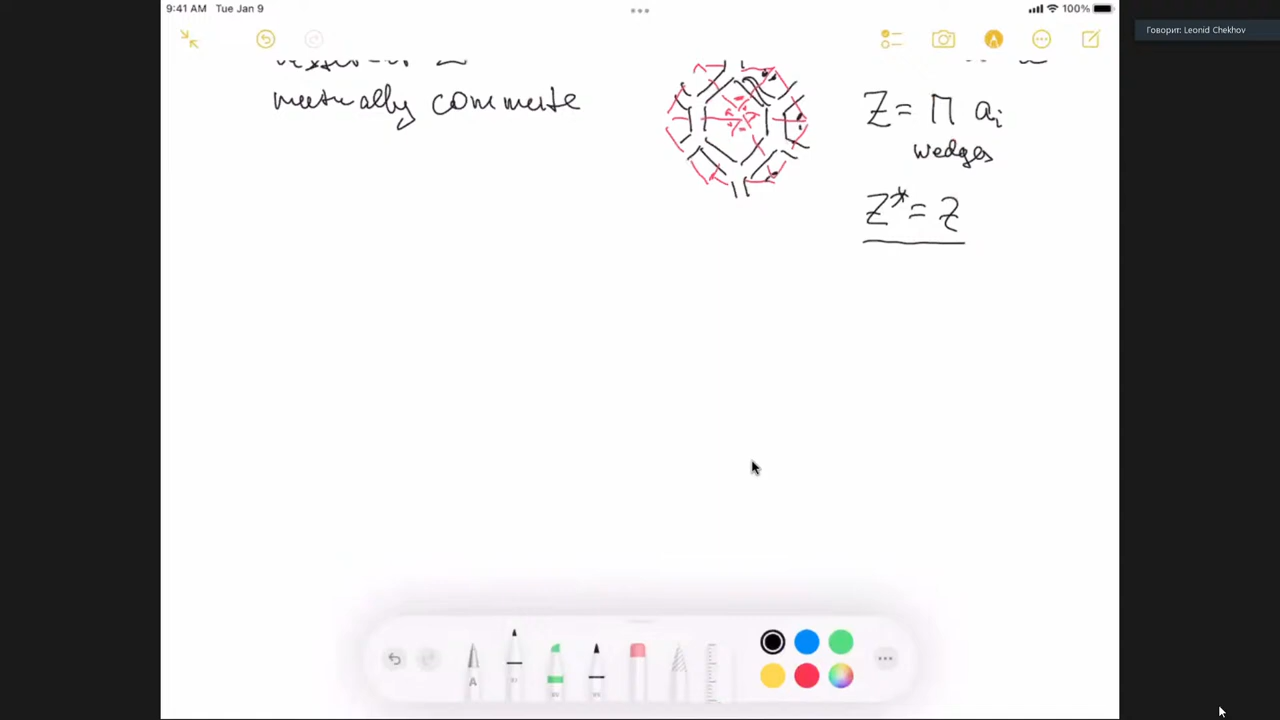 9:41 AM Tue Jan 9
100%
Говорит: Leonid Chekhov
mutually commute
Z = Π aᵢ
wedges
Z* = Z
A